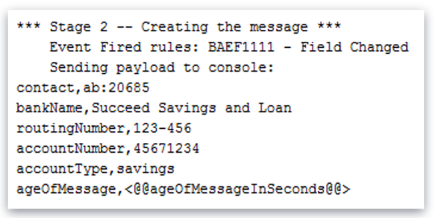 *** Stage 2 -- Creating the message ***
Event Fired rules: BAEF1111 - Field Changed
Sending payload to console:
contact,ab:20685
bankName,Succeed Savings and Loan
routingNumber,123-456
accountNumber,45671234
accountType,savings
ageOfMessage,<@@ageOfMessageInSeconds@@>